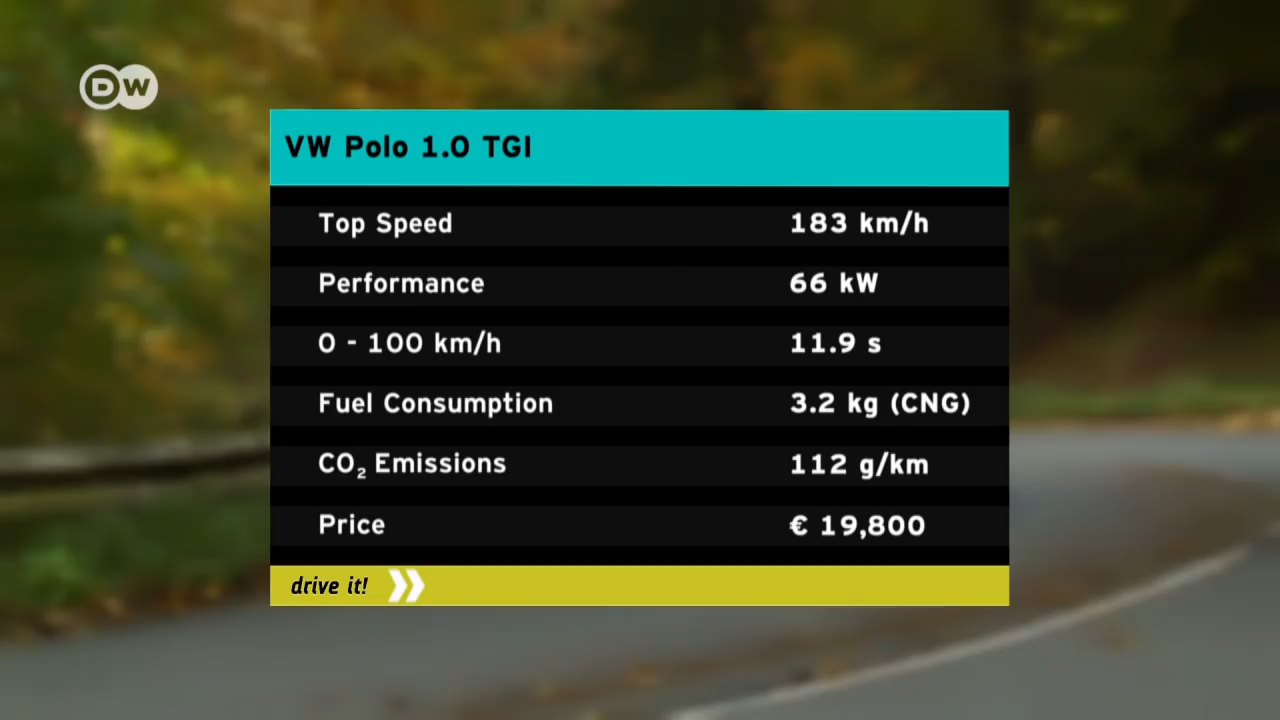 DW
VW Polo 1.0 TGI
Top Speed 183 km/h
Performance 66 kW
0 - 100 km/h 11.9 s
Fuel Consumption 3.2 kg (CNG)
CO₂ Emissions 112 g/km
Price € 19,800
drive it!